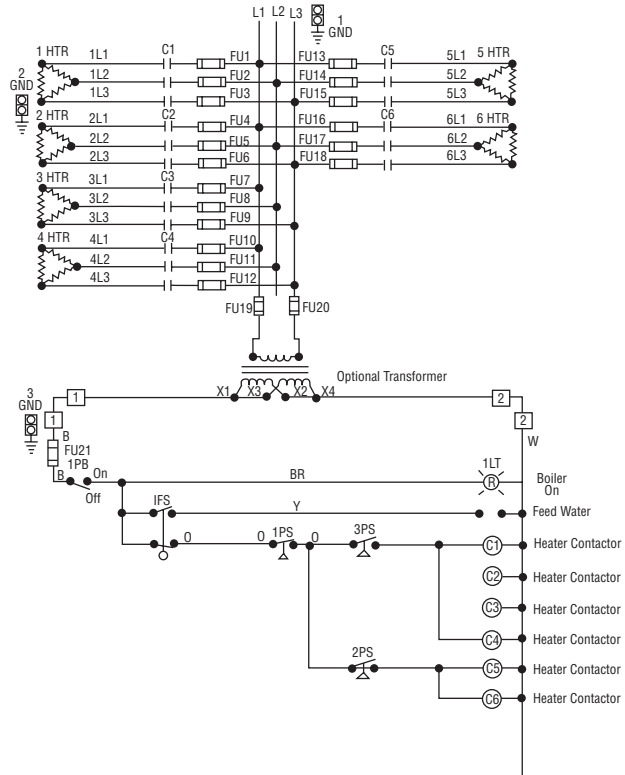 L1 L2 L3
1
GND
1 HTR 1L1 C1 FU1 FU13 C5 5L1 5 HTR
2
GND
1L2 FU2 FU14 5L2
1L3 FU3 FU15 5L3
2 HTR 2L1 C2 FU4 FU16 C6 6L1 6 HTR
2L2 FU5 FU17 6L2
2L3 FU6 FU18 6L3
3 HTR 3L1 C3 FU7
3L2 FU8
3L3 FU9
4 HTR 4L1 C4 FU10
4L2 FU11
4L3 FU12
FU19 FU20
Optional Transformer
X1 X3 X2 X4
3
GND
1 2
1 2
B W
FU21
1PB
B On
Off
BR 1LT
R
Boiler
On
IFS Y Feed Water
O O 1PS O 3PS C1 Heater Contactor
C2 Heater Contactor
C3 Heater Contactor
C4 Heater Contactor
2PS C5 Heater Contactor
C6 Heater Contactor